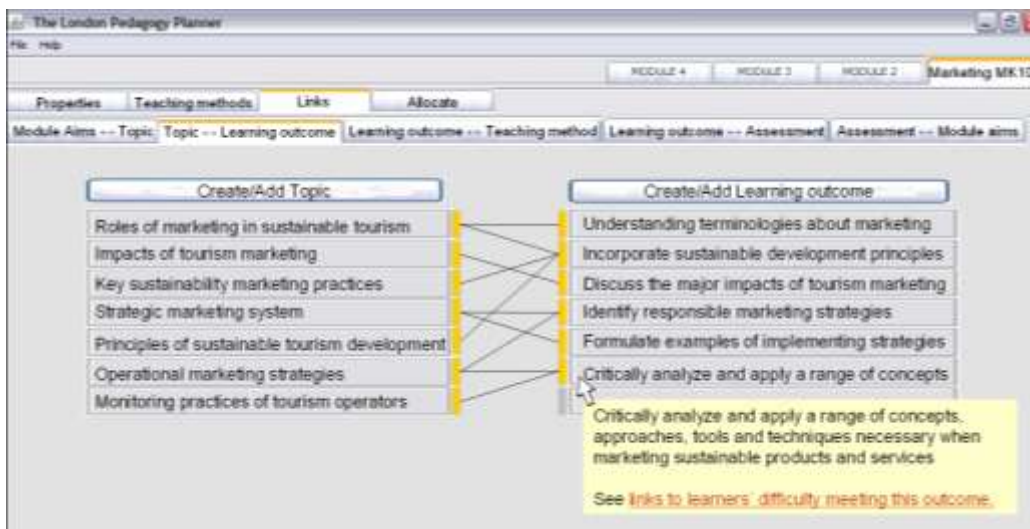 The London Pedagogy Planner
File Help
MODULE 4 MODULE 3 MODULE 2 Marketing MK10
Properties Teaching methods Links Allocate
Module Aims -- Topic Topic -- Learning outcome Learning outcome -- Teaching method Learning outcome -- Assessment Assessment -- Module aims
Create/Add Topic Create/Add Learning outcome
Roles of marketing in sustainable tourism Understanding terminologies about marketing
Impacts of tourism marketing Incorporate sustainable development principles
Key sustainability marketing practices Discuss the major impacts of tourism marketing
Strategic marketing system Identify responsible marketing strategies
Principles of sustainable tourism development Formulate examples of implementing strategies
Operational marketing strategies Critically analyze and apply a range of concepts
Monitoring practices of tourism operators
Critically analyze and apply a range of concepts,
approaches, tools and techniques necessary when
marketing sustainable products and services
See links to learners' difficulty meeting this outcome.